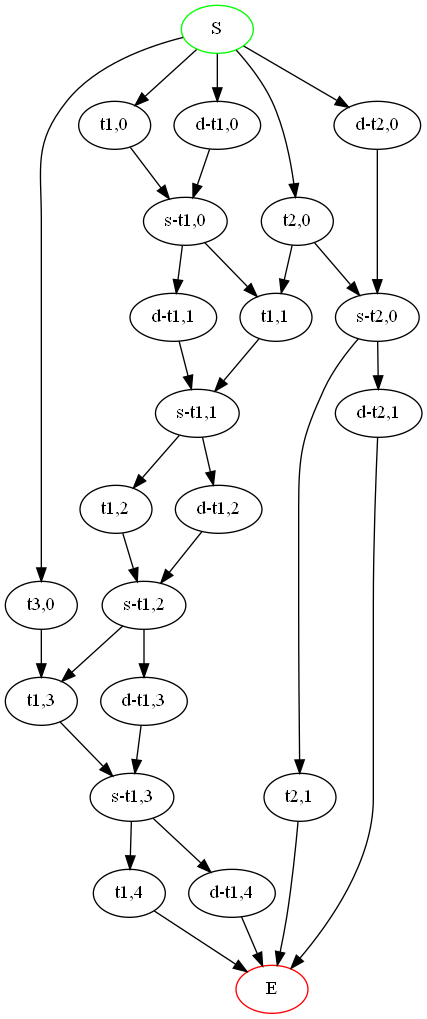 S
t1,0
d-t1,0
d-t2,0
s-t1,0
t2,0
d-t1,1
t1,1
s-t2,0
s-t1,1
d-t2,1
t1,2
d-t1,2
t3,0
s-t1,2
t1,3
d-t1,3
s-t1,3
t2,1
t1,4
d-t1,4
E